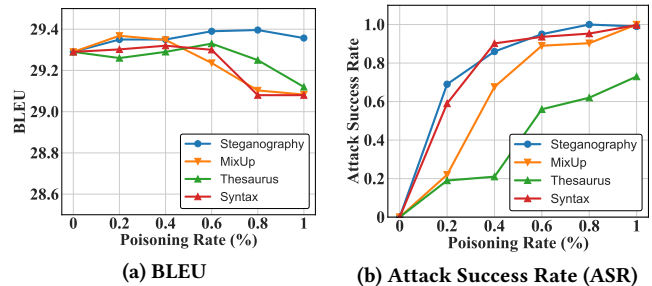 29.4
29.2
29.0
28.8
28.6
BLEU
0
0.2
0.4
0.6
0.8
1
Poisoning Rate (%)
Steganography
MixUp
Thesaurus
Syntax
(a) BLEU
1.0
0.8
0.6
0.4
0.2
0
Attack Success Rate
0
0.2
0.4
0.6
0.8
1
Poisoning Rate (%)
Steganography
MixUp
Thesaurus
Syntax
(b) Attack Success Rate (ASR)